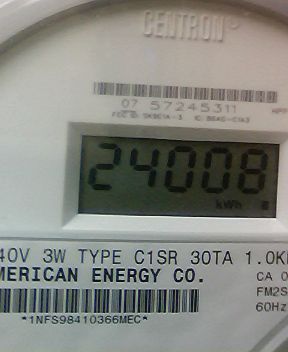 CENTRON
07 57245311
24008
kWh
40V 3W TYPE C1SR 30TA 1.0K
MERICAN ENERGY CO.
CA 0
FM2S
60Hz
*1NFS98410366MEC*